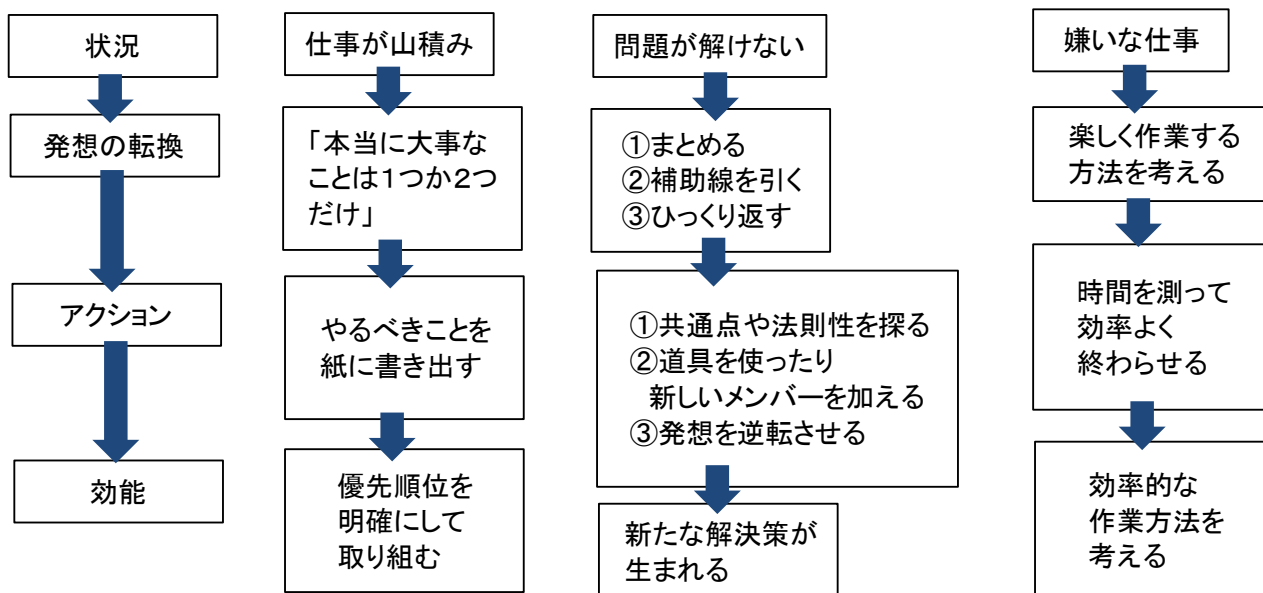 状況
発想の転換
アクション
効能
仕事が山積み
「本当に大事な
ことは１つか２つ
だけ」
やるべきことを
紙に書き出す
優先順位を
明確にして
取り組む
問題が解けない
①まとめる
②補助線を引く
③ひっくり返す
①共通点や法則性を探る
②道具を使ったり
新しいメンバーを加える
③発想を逆転させる
新たな解決策が
生まれる
嫌いな仕事
楽しく作業する
方法を考える
時間を測って
効率よく
終わらせる
効率的な
作業方法を
考える